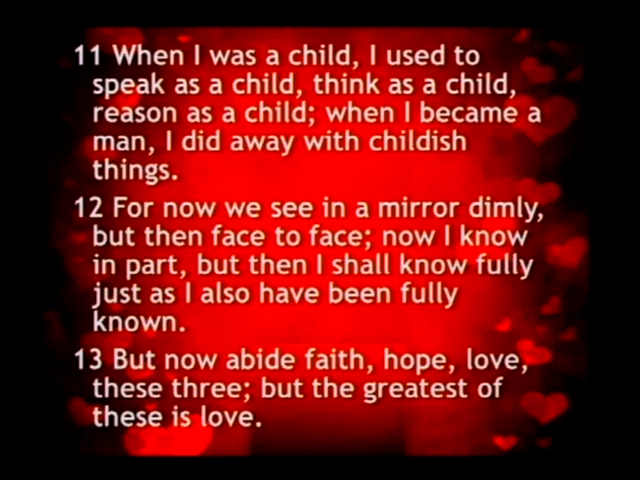 11 When I was a child, I used to
speak as a child, think as a child,
reason as a child; when I became a
man, I did away with childish
things.
12 For now we see in a mirror dimly,
but then face to face; now I know
in part, but then I shall know fully
just as I also have been fully
known.
13 But now abide faith, hope, love,
these three; but the greatest of
these is love.